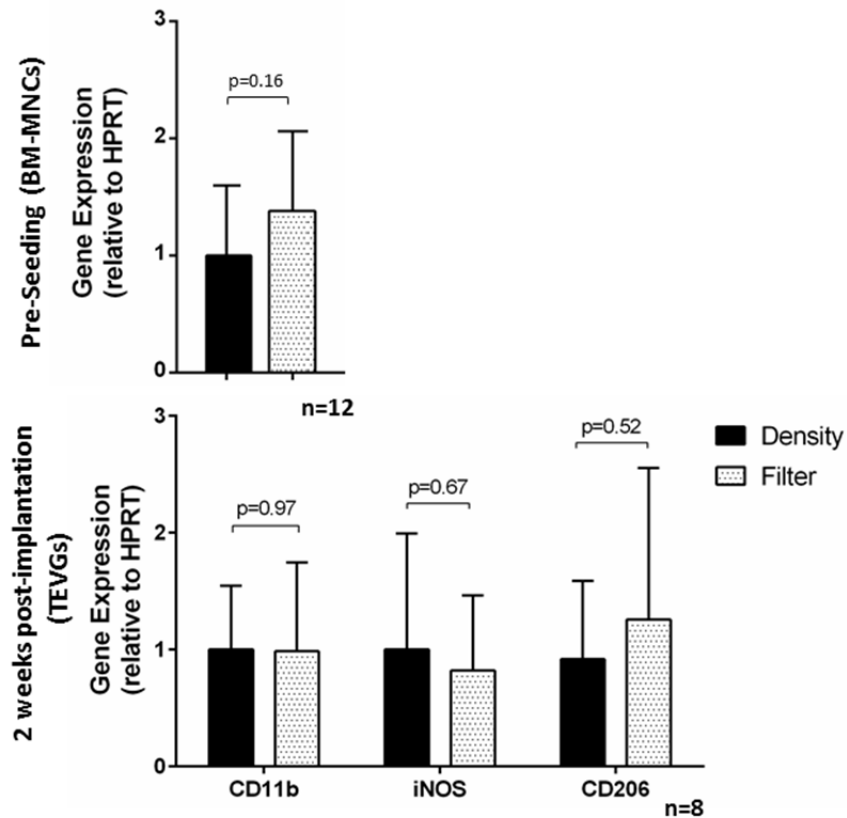 Pre-Seeding (BM-MNCs)
Gene Expression
(relative to HPRT)
3
2
1
0
p=0.16
n=12
2 weeks post-implantation
(TEVGs)
Gene Expression
(relative to HPRT)
3
2
1
0
p=0.97
p=0.67
p=0.52
Density
Filter
CD11b
iNOS
CD206
n=8